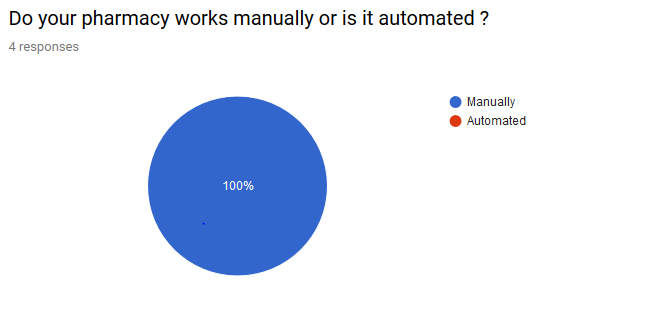 Do your pharmacy works manually or is it automated ?
4 responses
Manually
Automated
100%